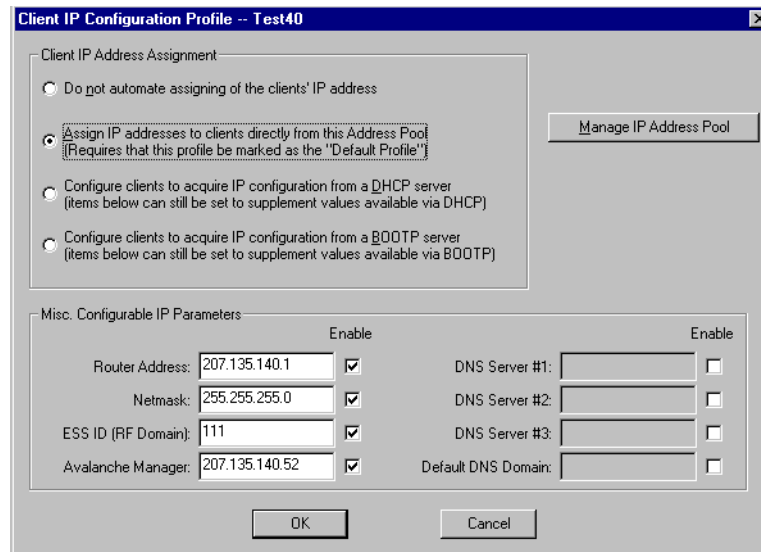 Client IP Configuration Profile -- Test40
Client IP Address Assignment
Do not automate assigning of the clients' IP address
Assign IP addresses to clients directly from this Address Pool
(Requires that this profile be marked as the "Default Profile")
Manage IP Address Pool
Configure clients to acquire IP configuration from a DHCP server
(items below can still be set to supplement values available via DHCP)
Configure clients to acquire IP configuration from a BOOTP server
(items below can still be set to supplement values available via BOOTP)
Misc. Configurable IP Parameters
Enable Enable
Router Address: 207.135.140.1 DNS Server #1:
Netmask: 255.255.255.0 DNS Server #2:
ESS ID (RF Domain): 111 DNS Server #3:
Avalanche Manager: 207.135.140.52 Default DNS Domain:
OK Cancel